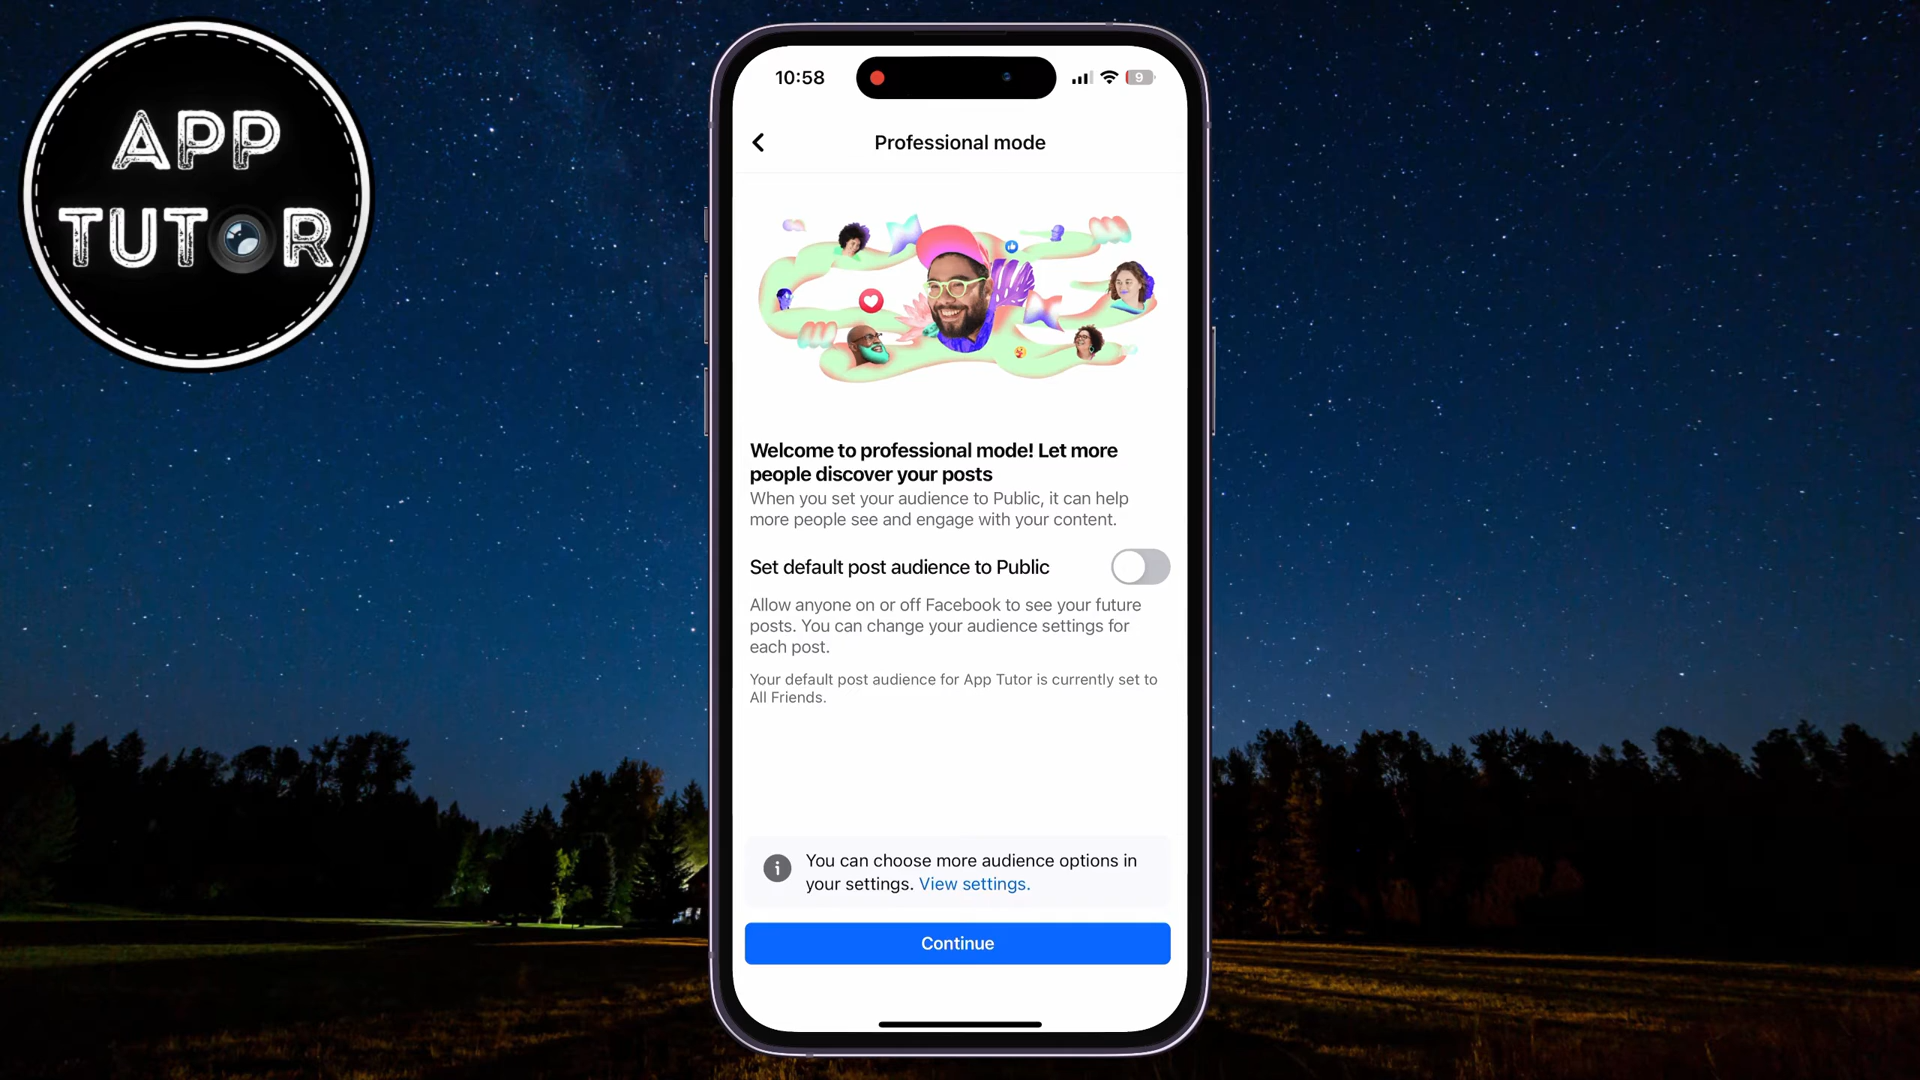 APP
TUTOR
10:58
9
Professional mode
Welcome to professional mode! Let more
people discover your posts
When you set your audience to Public, it can help
more people see and engage with your content.
Set default post audience to Public
Allow anyone on or off Facebook to see your future
posts. You can change your audience settings for
each post.
Your default post audience for App Tutor is currently set to
All Friends.
You can choose more audience options in
your settings. View settings.
Continue